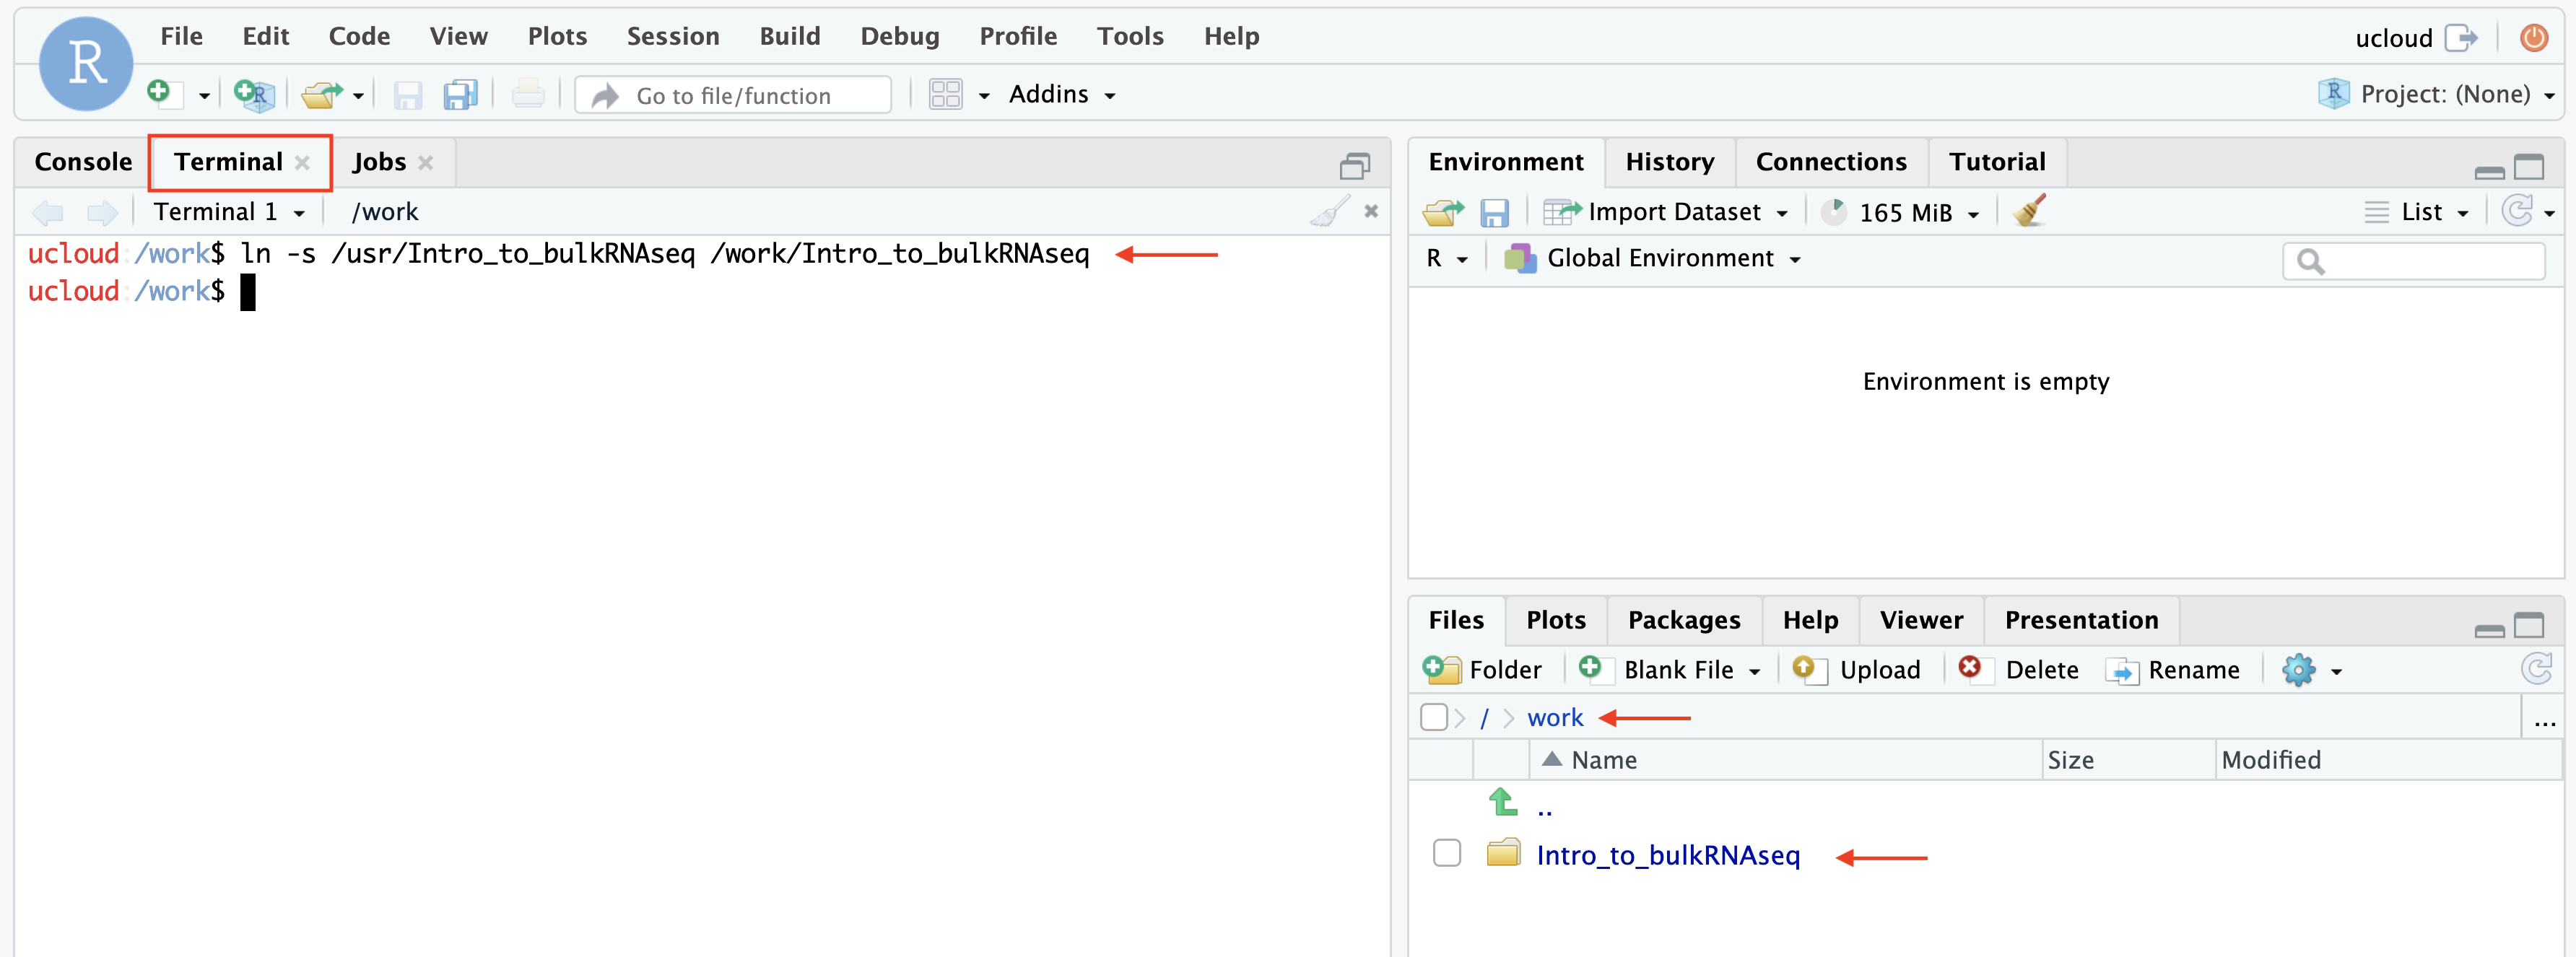 R
File Edit Code View Plots Session Build Debug Profile Tools Help
ucloud
R
Go to file/function
Addins
R Project: (None)
Console Terminal Jobs
Terminal 1 /work
ucloud:/work$ ln -s /usr/Intro_to_bulkRNAseq /work/Intro_to_bulkRNAseq
ucloud:/work$
Environment History Connections Tutorial
Import Dataset 165 MiB List
R Global Environment
Environment is empty
Files Plots Packages Help Viewer Presentation
Folder Blank File Upload Delete Rename
/ work ...
Name Size Modified
..
Intro_to_bulkRNAseq